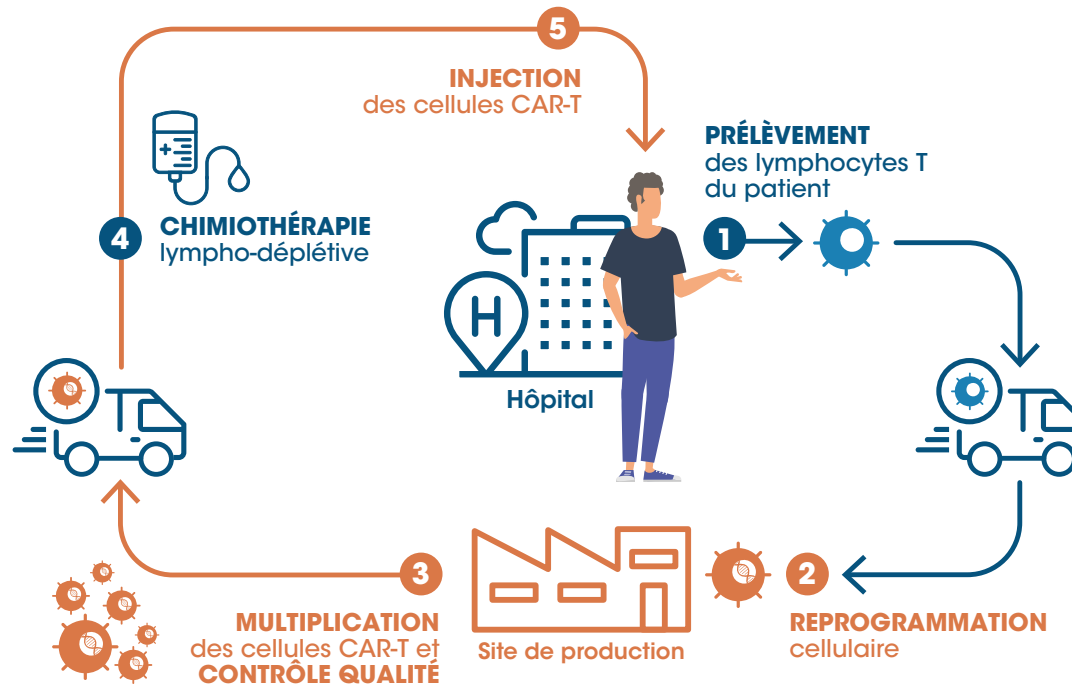 5
INJECTION
des cellules CAR-T
PRÉLÈVEMENT
des lymphocytes T
du patient
1
4
CHIMIOTHÉRAPIE
lympho-déplétive
H
Hôpital
3
MULTIPLICATION
des cellules CAR-T et
CONTRÔLE QUALITÉ
Site de production
2
REPROGRAMMATION
cellulaire